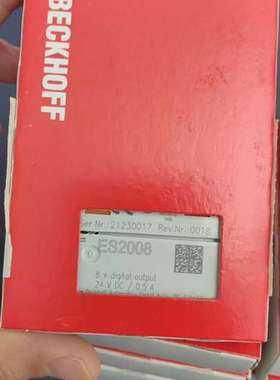 BECKHOFF
Ser.Nr.: 21230017 Rev.Nr.: 0018
ES2008
8 x digital output
24 V DC / 0.5 A